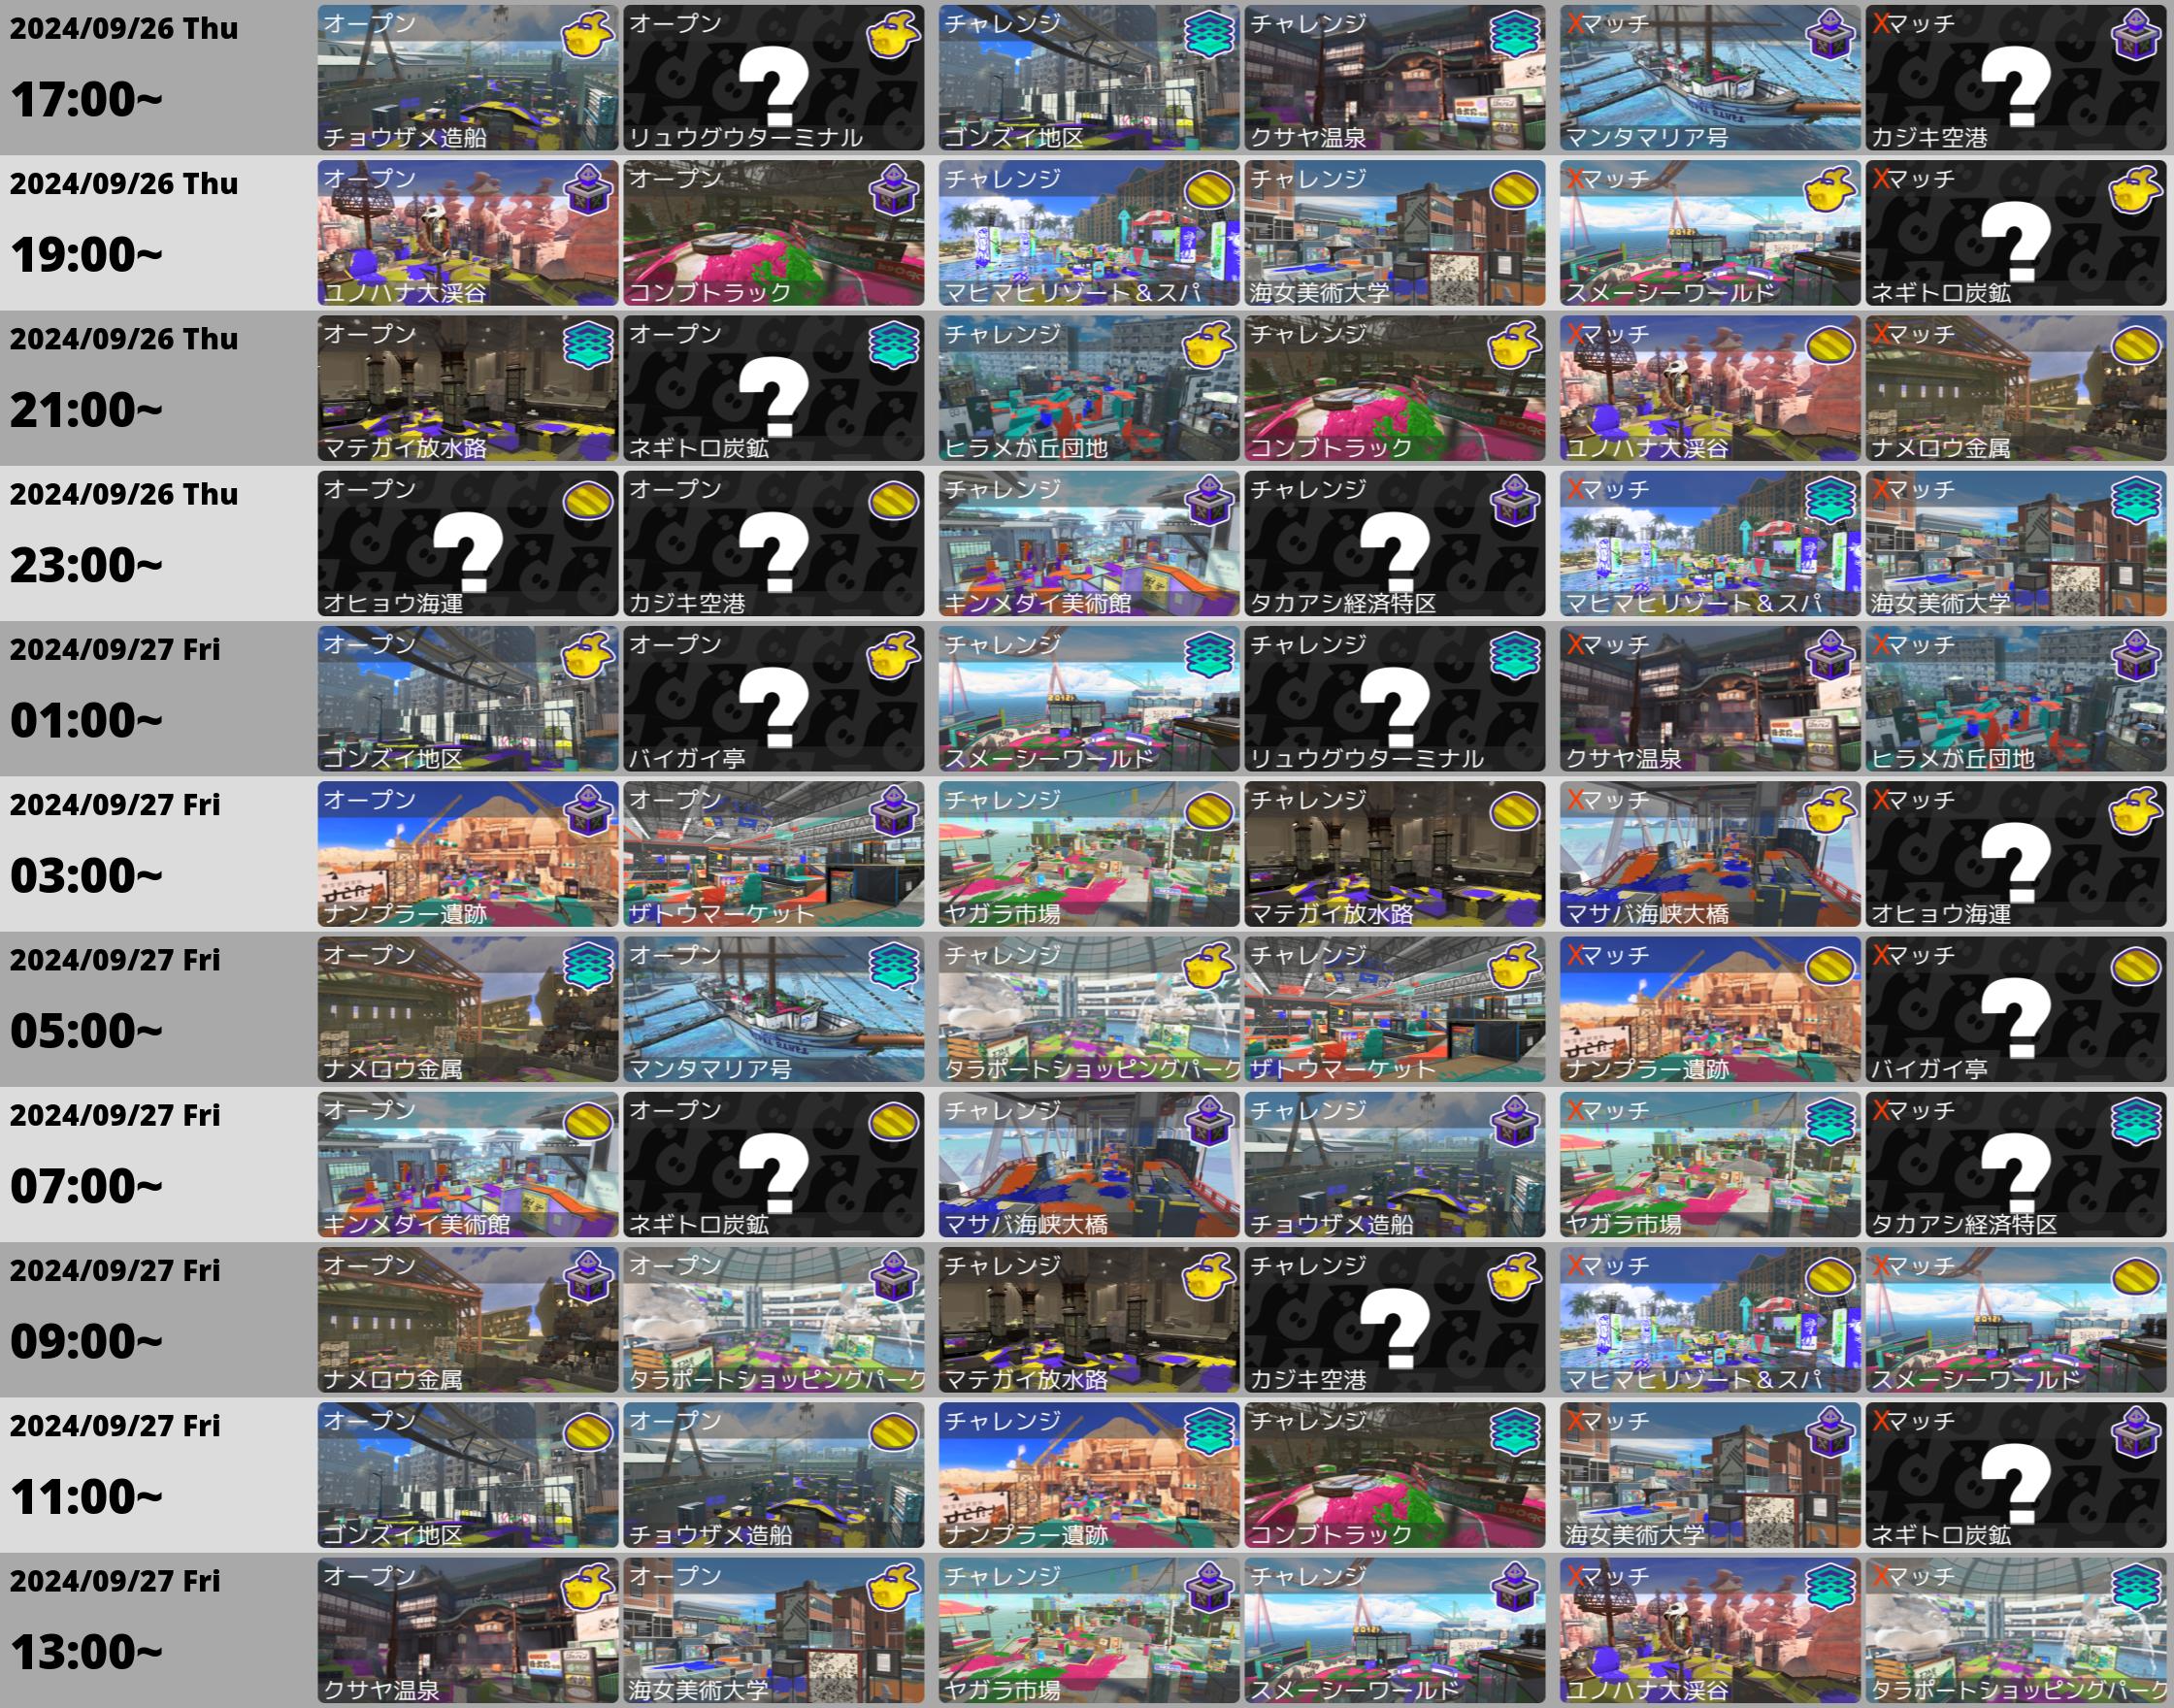 2024/09/26 Thu
17:00~
オープン オープン チャレンジ チャレンジ Xマッチ Xマッチ
チョウザメ造船 リュウグウターミナル ゴンズイ地区 クサヤ温泉 マンタマリア号 カジキ空港
2024/09/26 Thu
19:00~
オープン オープン チャレンジ チャレンジ Xマッチ Xマッチ
ユノハナ大渓谷 コンブトラック マヒマヒリゾート＆スパ 海女美術大学 スメーシーワールド ネギトロ炭鉱
2024/09/26 Thu
21:00~
オープン オープン チャレンジ チャレンジ Xマッチ Xマッチ
マテガイ放水路 ネギトロ炭鉱 ヒラメが丘団地 コンブトラック ユノハナ大渓谷 ナメロウ金属
2024/09/26 Thu
23:00~
オープン オープン チャレンジ チャレンジ Xマッチ Xマッチ
オヒョウ海運 カジキ空港 キンメダイ美術館 タカアシ経済特区 マヒマヒリゾート＆スパ 海女美術大学
2024/09/27 Fri
01:00~
オープン オープン チャレンジ チャレンジ Xマッチ Xマッチ
ゴンズイ地区 バイガイ亭 スメーシーワールド リュウグウターミナル クサヤ温泉 ヒラメが丘団地
2024/09/27 Fri
03:00~
オープン オープン チャレンジ チャレンジ Xマッチ Xマッチ
ナンプラー遺跡 ザトウマーケット ヤガラ市場 マテガイ放水路 マサバ海峡大橋 オヒョウ海運
2024/09/27 Fri
05:00~
オープン オープン チャレンジ チャレンジ Xマッチ Xマッチ
ナメロウ金属 マンタマリア号 タラポートショッピングパーク ザトウマーケット ナンプラー遺跡 バイガイ亭
2024/09/27 Fri
07:00~
オープン オープン チャレンジ チャレンジ Xマッチ Xマッチ
キンメダイ美術館 ネギトロ炭鉱 マサバ海峡大橋 チョウザメ造船 ヤガラ市場 タカアシ経済特区
2024/09/27 Fri
09:00~
オープン オープン チャレンジ チャレンジ Xマッチ Xマッチ
ナメロウ金属 タラポートショッピングパーク マテガイ放水路 カジキ空港 マヒマヒリゾート＆スパ スメーシーワールド
2024/09/27 Fri
11:00~
オープン オープン チャレンジ チャレンジ Xマッチ Xマッチ
ゴンズイ地区 チョウザメ造船 ナンプラー遺跡 コンブトラック 海女美術大学 ネギトロ炭鉱
2024/09/27 Fri
13:00~
オープン オープン チャレンジ チャレンジ Xマッチ Xマッチ
クサヤ温泉 海女美術大学 ヤガラ市場 スメーシーワールド ユノハナ大渓谷 タラポートショッピングパーク